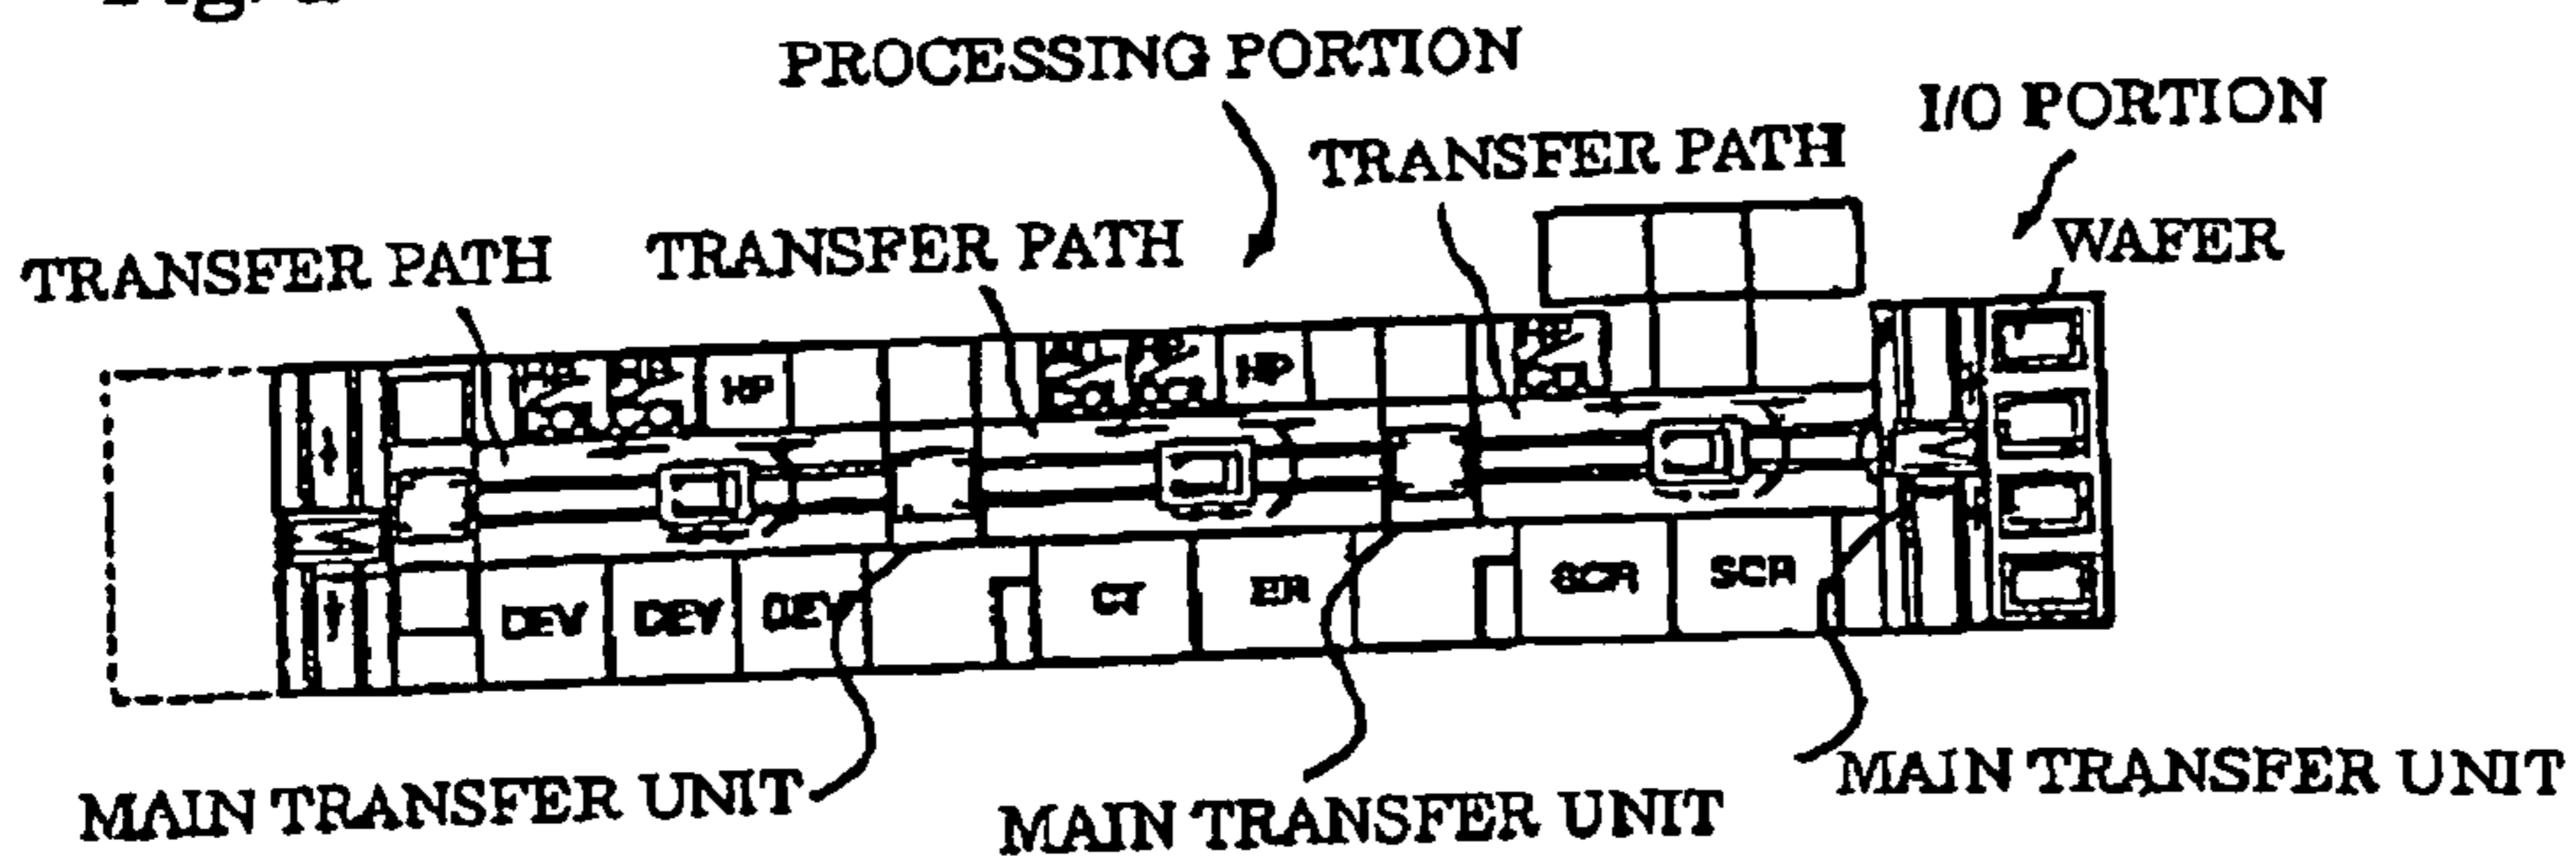 PROCESSING PORTION
I/O PORTION
TRANSFER PATH
WAFER
TRANSFER PATH
TRANSFER PATH
HP
HP
DEV
DEV
DEV
CT
ER
SCR
SCR
MAIN TRANSFER UNIT
MAIN TRANSFER UNIT
MAIN TRANSFER UNIT